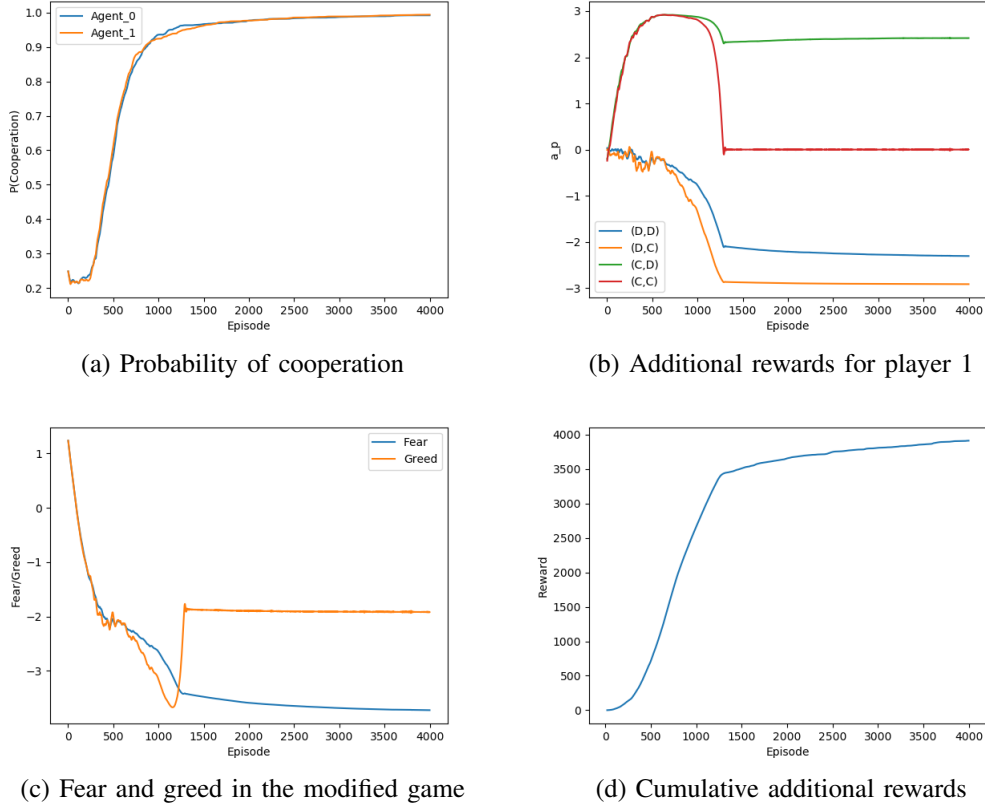 1.0
0.9
0.8
0.7
0.6
0.5
0.4
0.3
0.2
P(Cooperation)
Agent_0
Agent_1
0 500 1000 1500 2000 2500 3000 3500 4000
Episode
(a) Probability of cooperation
3
2
1
0
−1
−2
−3
a_p
(D,D)
(D,C)
(C,D)
(C,C)
0 500 1000 1500 2000 2500 3000 3500 4000
Episode
(b) Additional rewards for player 1
1
0
−1
−2
−3
Fear/Greed
Fear
Greed
0 500 1000 1500 2000 2500 3000 3500 4000
Episode
(c) Fear and greed in the modified game
4000
3500
3000
2500
2000
1500
1000
500
0
Reward
0 500 1000 1500 2000 2500 3000 3500 4000
Episode
(d) Cumulative additional rewards